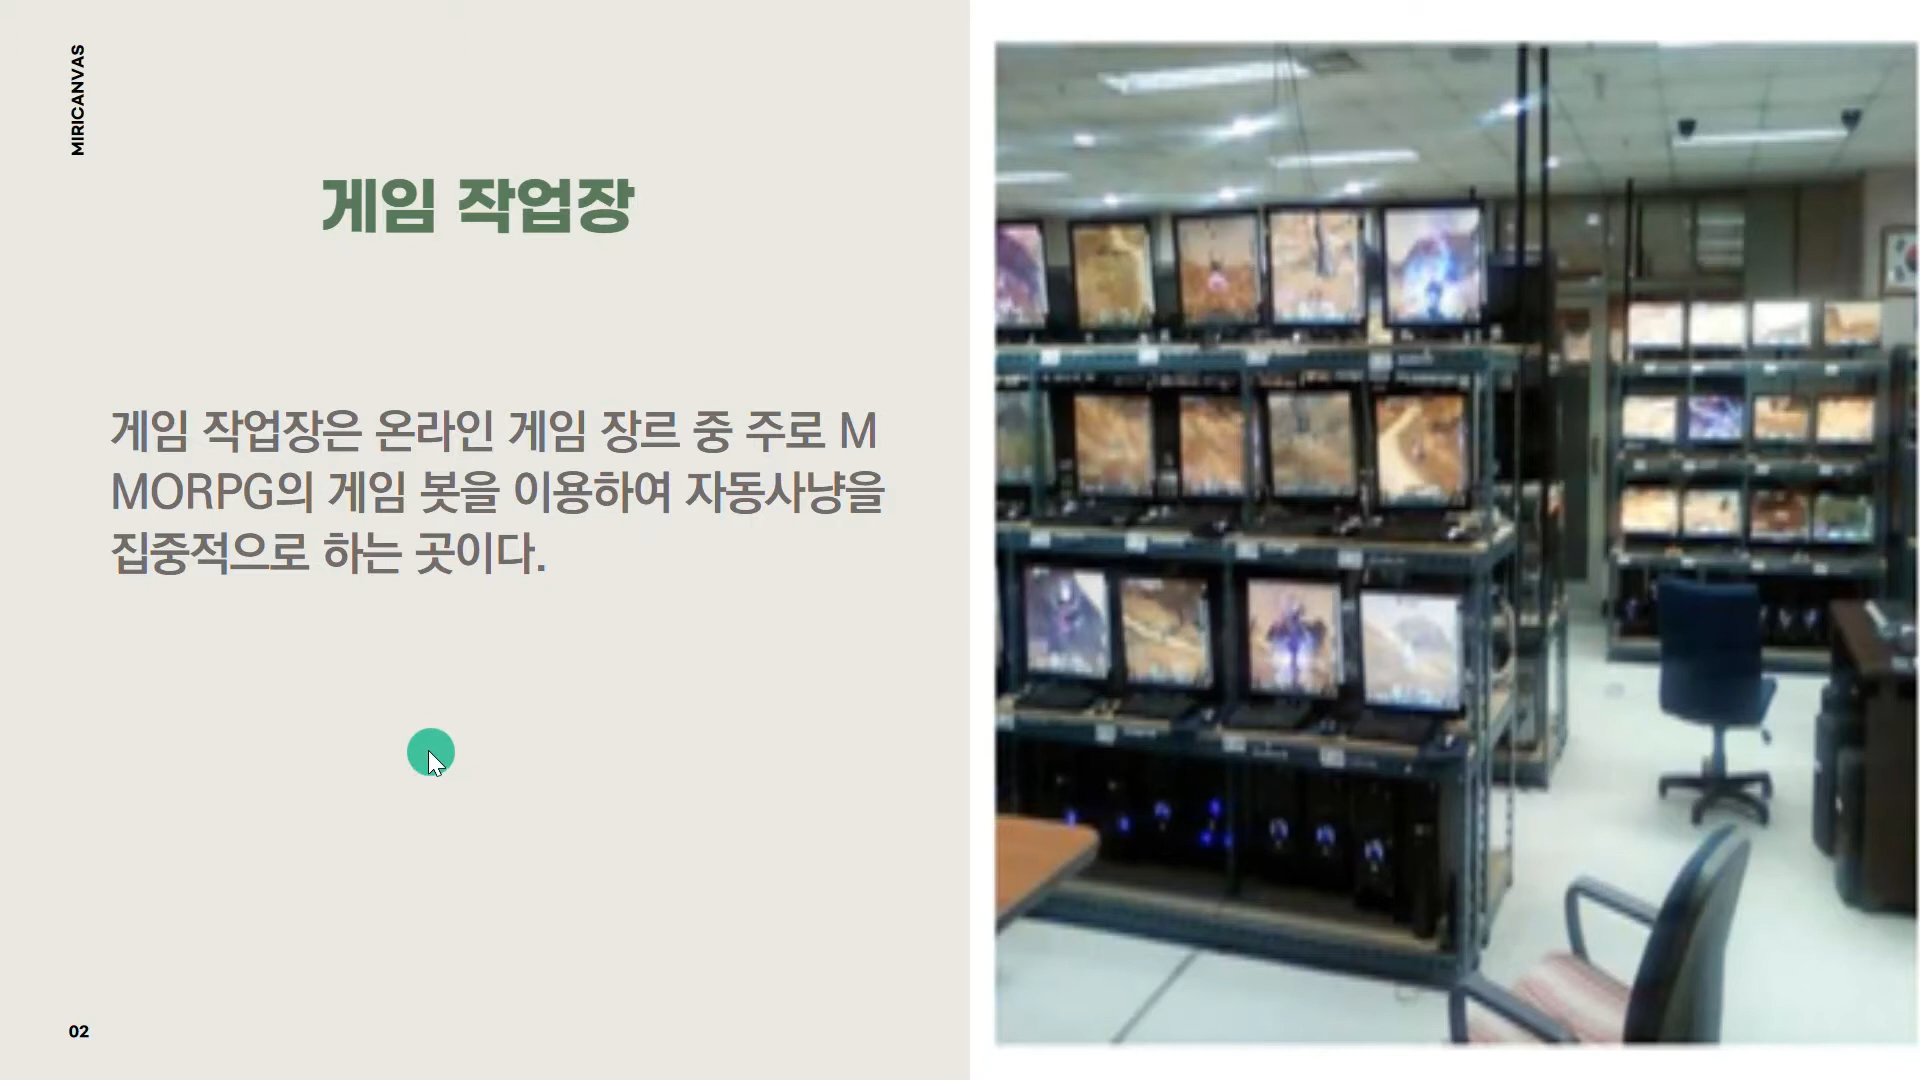 MIRICANVAS
게임 작업장
게임 작업장은 온라인 게임 장르 중 주로 M
MORPG의 게임 봇을 이용하여 자동사냥을
집중적으로 하는 곳이다.
02